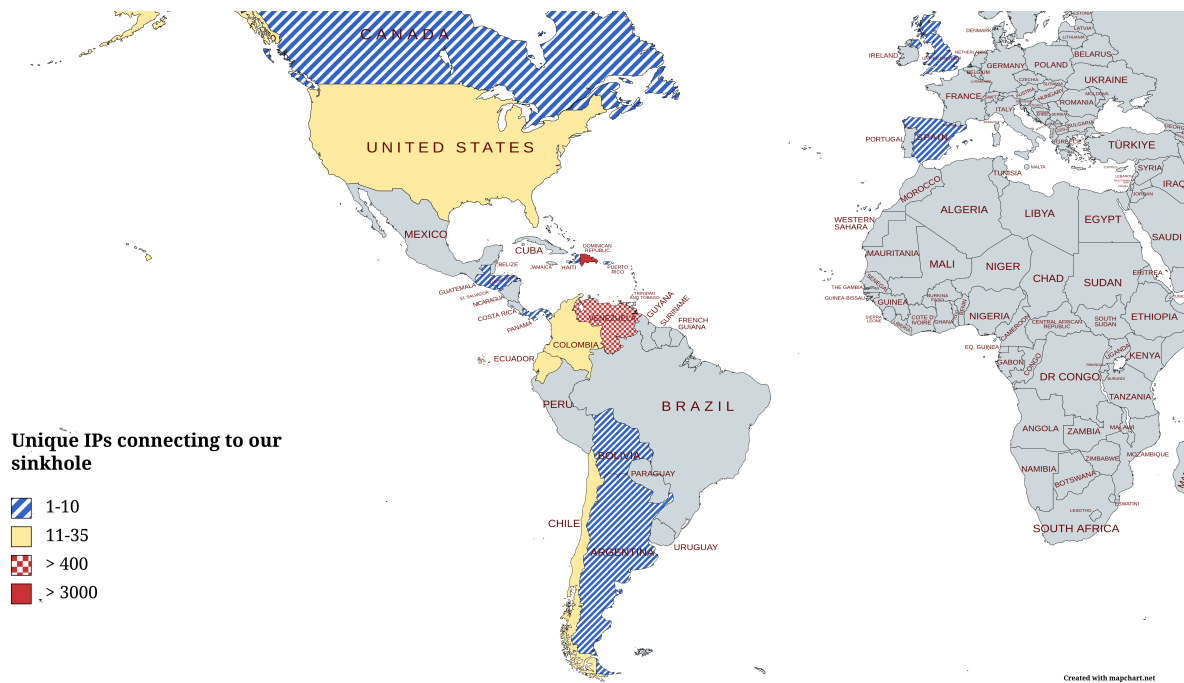 CANADA
UNITED STATES
MEXICO
CUBA
DOMINICAN
REPUBLIC
BELIZE
JAMAICA
HAITI
PUERTO
RICO
GUATEMALA
EL SALVADOR
NICARAGUA
COSTA RICA
PANAMA
TRINIDAD
AND TOBAGO
VENEZUELA
GUYANA
SURINAME
FRENCH
GUIANA
COLOMBIA
ECUADOR
PERU
BRAZIL
BOLIVIA
PARAGUAY
CHILE
ARGENTINA
URUGUAY
IRELAND
DENMARK
LATVIA
LITHUANIA
BELARUS
NETHERLANDS
GERMANY
POLAND
BELGIUM
UKRAINE
CZECHIA
SLOVAKIA
AUSTRIA
HUNGARY
MOLDOVA
FRANCE
ROMANIA
ITALY
SERBIA
BULGARIA
PORTUGAL
SPAIN
GREECE
TÜRKIYE
MALTA
TUNISIA
SYRIA
LEBANON
IRAQ
JORDAN
MOROCCO
ALGERIA
LIBYA
EGYPT
WESTERN
SAHARA
SAUDI
MAURITANIA
MALI
NIGER
CHAD
SUDAN
ERITREA
SENEGAL
THE GAMBIA
GUINEA-BISSAU
GUINEA
BURKINA
FASO
BENIN
SIERRA
LEONE
LIBERIA
COTE D'
IVOIRE
GHANA
NIGERIA
CAMEROON
CENTRAL AFRICAN
REPUBLIC
SOUTH
SUDAN
ETHIOPIA
EQ. GUINEA
GABON
CONGO
UGANDA
KENYA
RWANDA
BURUNDI
DR CONGO
TANZANIA
ANGOLA
ZAMBIA
MALAWI
MOZAMBIQUE
ZIMBABWE
NAMIBIA
BOTSWANA
ESWATINI
LESOTHO
SOUTH AFRICA
Unique IPs connecting to our
sinkhole
1-10
11-35
> 400
> 3000
Created with mapchart.net